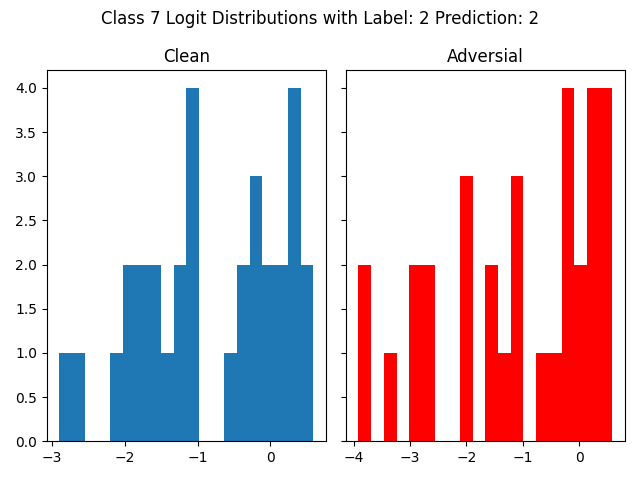 Class 7 Logit Distributions with Label: 2 Prediction: 2
Clean
Adversial
4.0
3.5
3.0
2.5
2.0
1.5
1.0
0.5
0.0
−3 −2 −1 0
−4 −3 −2 −1 0